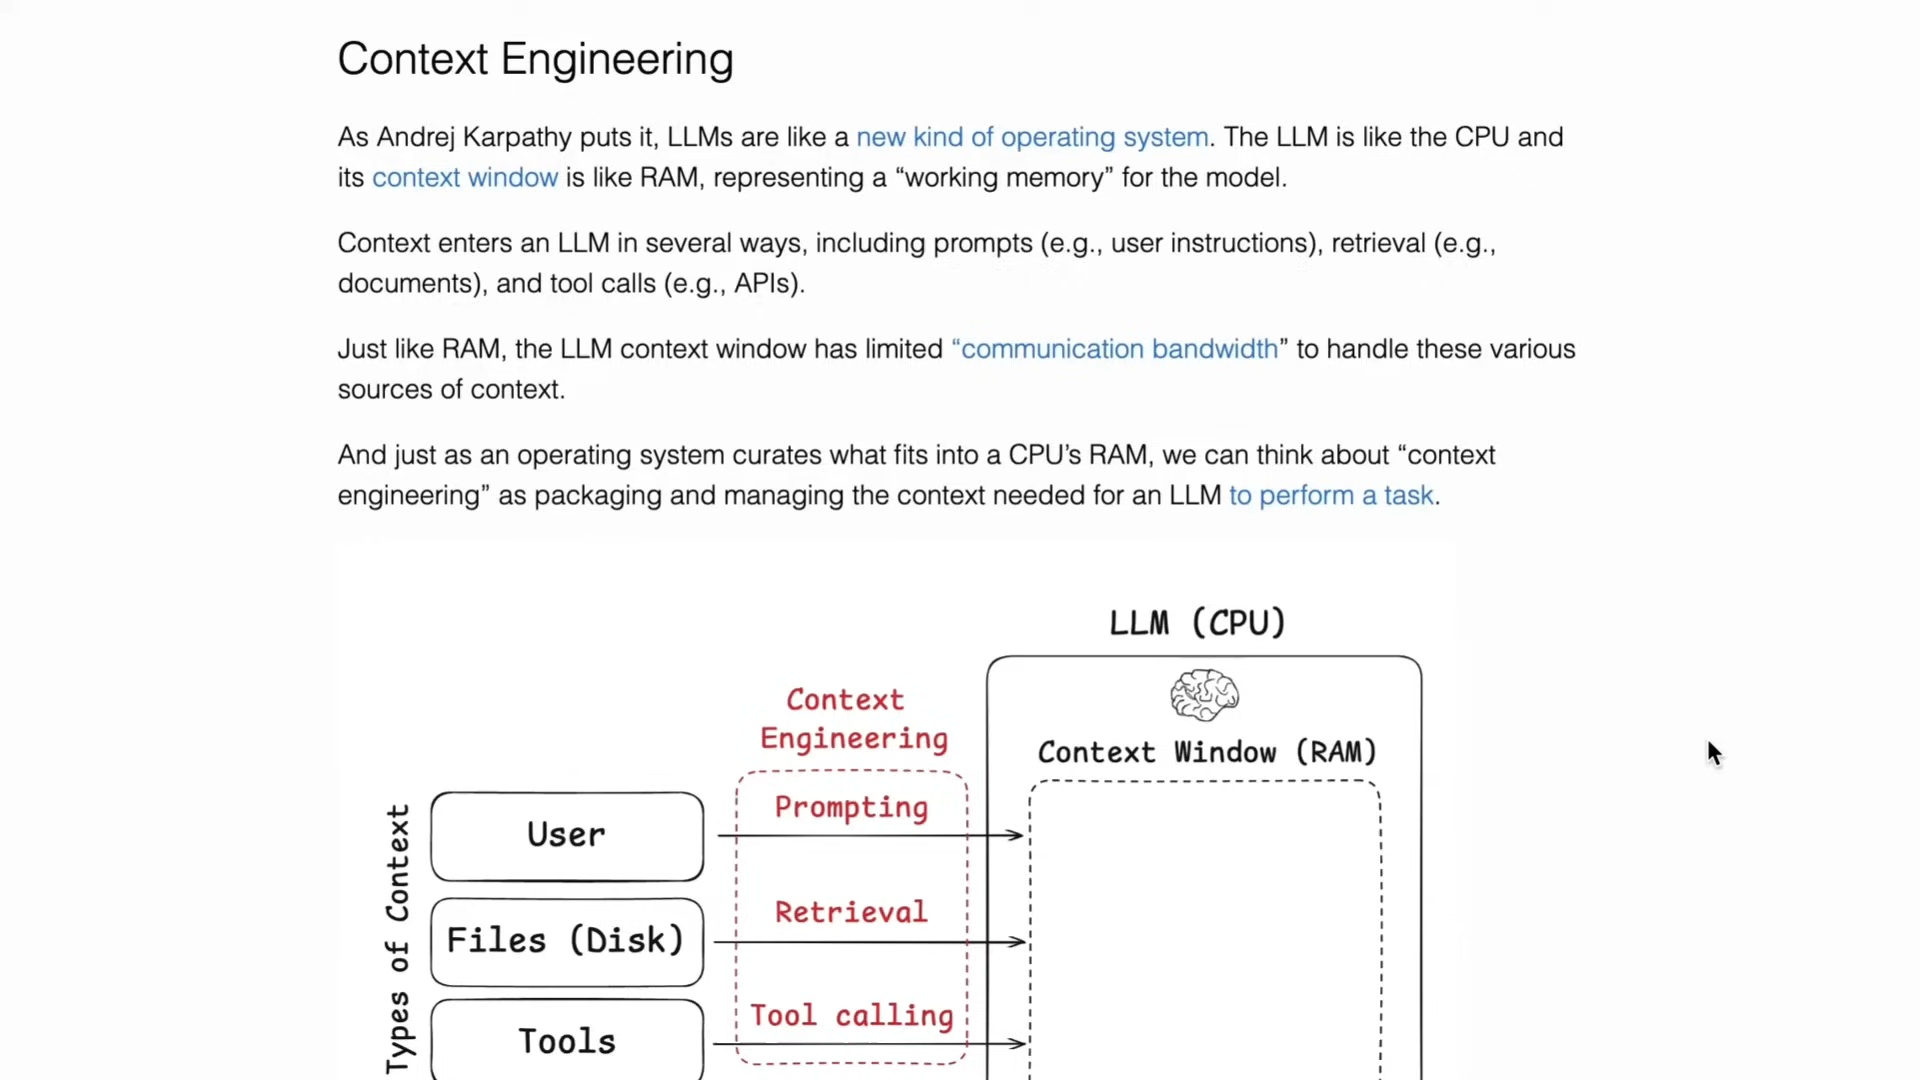 Context Engineering
As Andrej Karpathy puts it, LLMs are like a new kind of operating system. The LLM is like the CPU and
its context window is like RAM, representing a “working memory” for the model.
Context enters an LLM in several ways, including prompts (e.g., user instructions), retrieval (e.g.,
documents), and tool calls (e.g., APIs).
Just like RAM, the LLM context window has limited “communication bandwidth” to handle these various
sources of context.
And just as an operating system curates what fits into a CPU’s RAM, we can think about “context
engineering” as packaging and managing the context needed for an LLM to perform a task.
LLM (CPU)
Context
Engineering
Context Window (RAM)
Types of Context
User
Prompting
Files (Disk)
Retrieval
Tools
Tool calling